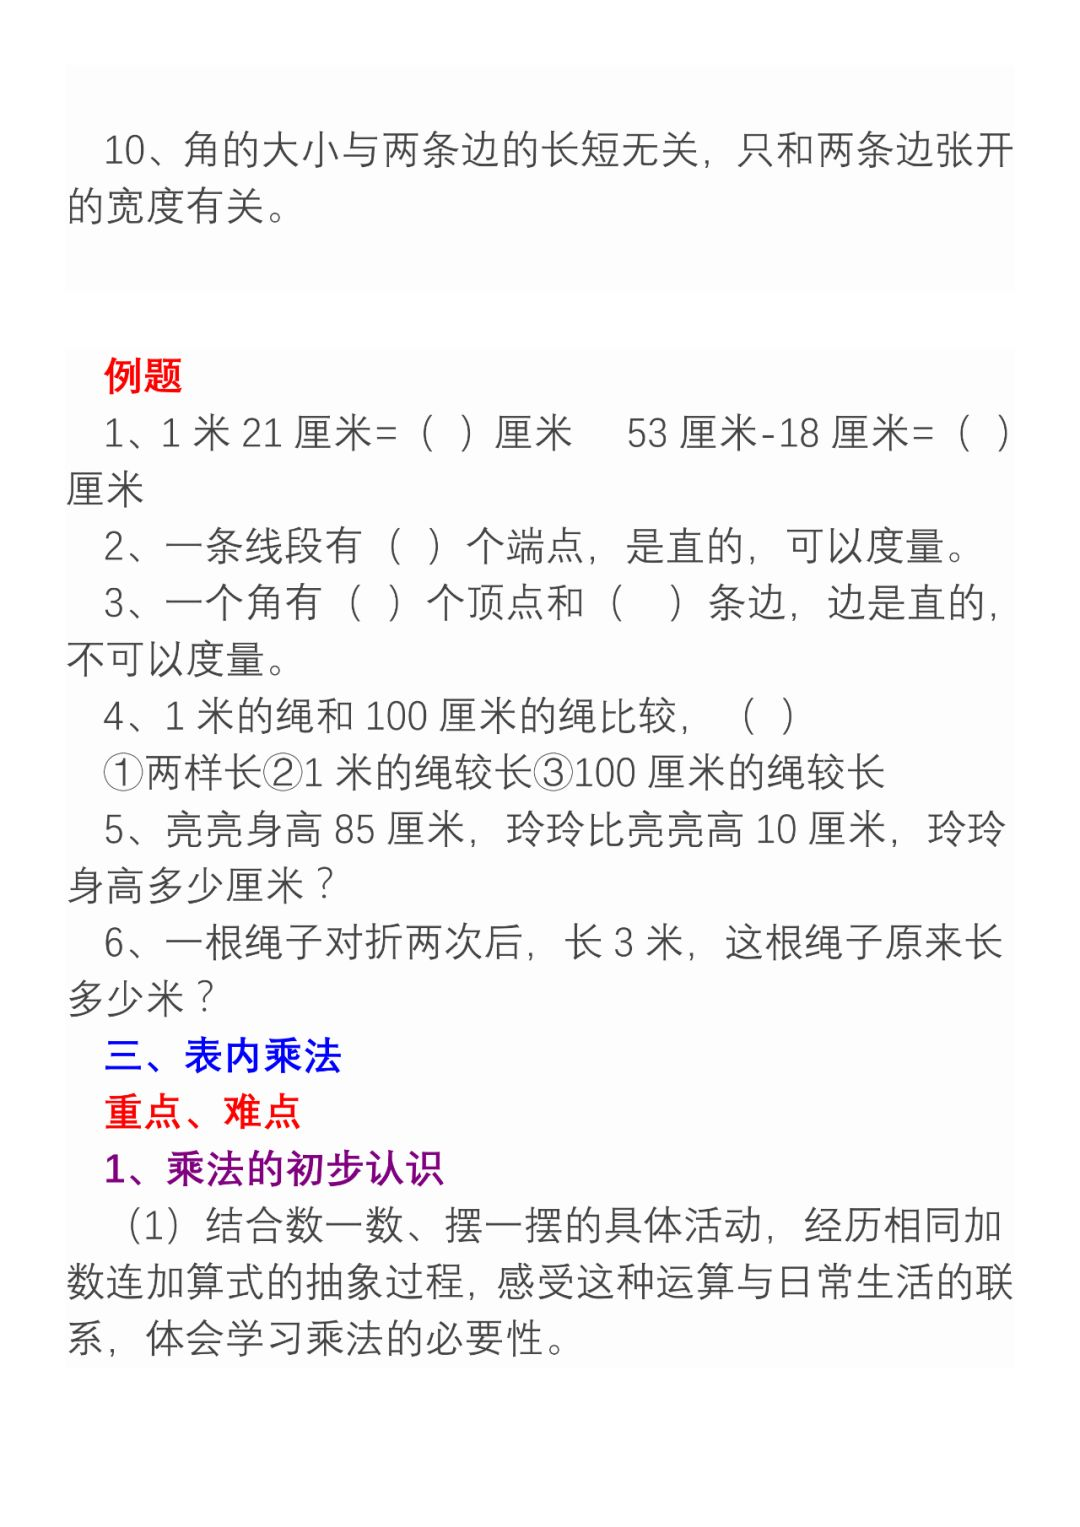 10、角的大小与两条边的长短无关，只和两条边张开
的宽度有关。
例题
1、1 米 21 厘米=（ ）厘米  53 厘米-18 厘米=（ ）
厘米
2、一条线段有（ ）个端点，是直的，可以度量。
3、一个角有（ ）个顶点和（  ）条边，边是直的，
不可以度量。
4、1 米的绳和 100 厘米的绳比较，（ ）
①两样长②1 米的绳较长③100 厘米的绳较长
5、亮亮身高 85 厘米，玲玲比亮亮高 10 厘米，玲玲
身高多少厘米？
6、一根绳子对折两次后，长 3 米，这根绳子原来长
多少米？
三、表内乘法
重点、难点
1、乘法的初步认识
（1）结合数一数、摆一摆的具体活动，经历相同加
数连加算式的抽象过程，感受这种运算与日常生活的联
系，体会学习乘法的必要性。